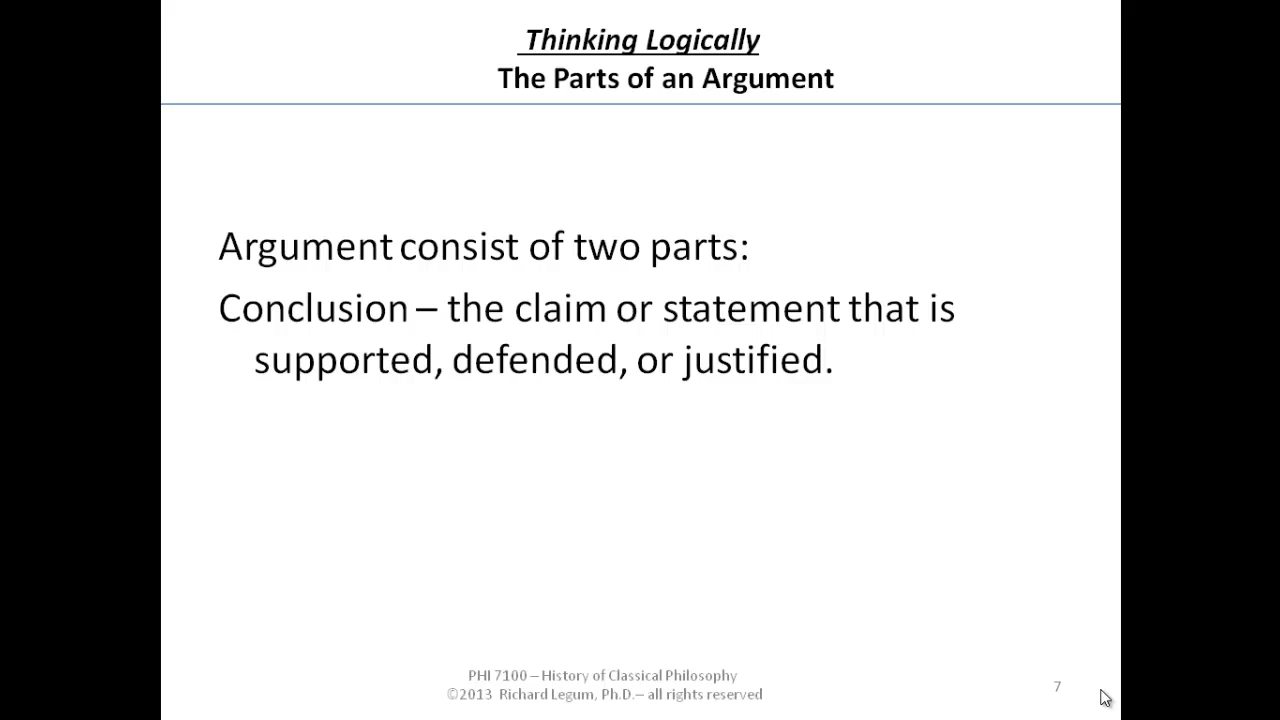 Thinking Logically
The Parts of an Argument
Argument consist of two parts:
Conclusion – the claim or statement that is
supported, defended, or justified.
PHI 7100 – History of Classical Philosophy
©2013 Richard Legum, Ph.D.– all rights reserved
7